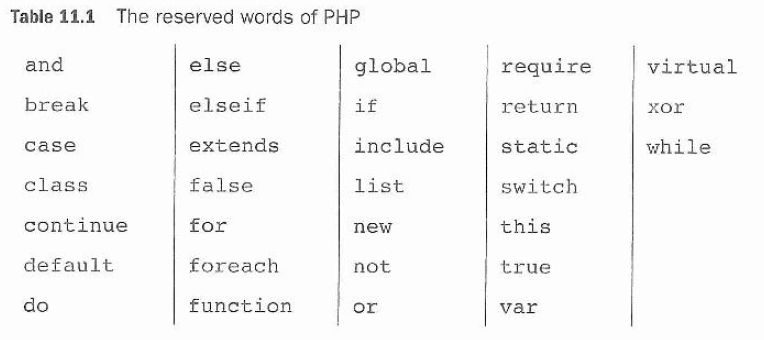 Table 11.1 The reserved words of PHP
and else global require virtual
break elseif if return xor
case extends include static while
class false list switch
continue for new this
default foreach not true
do function or var